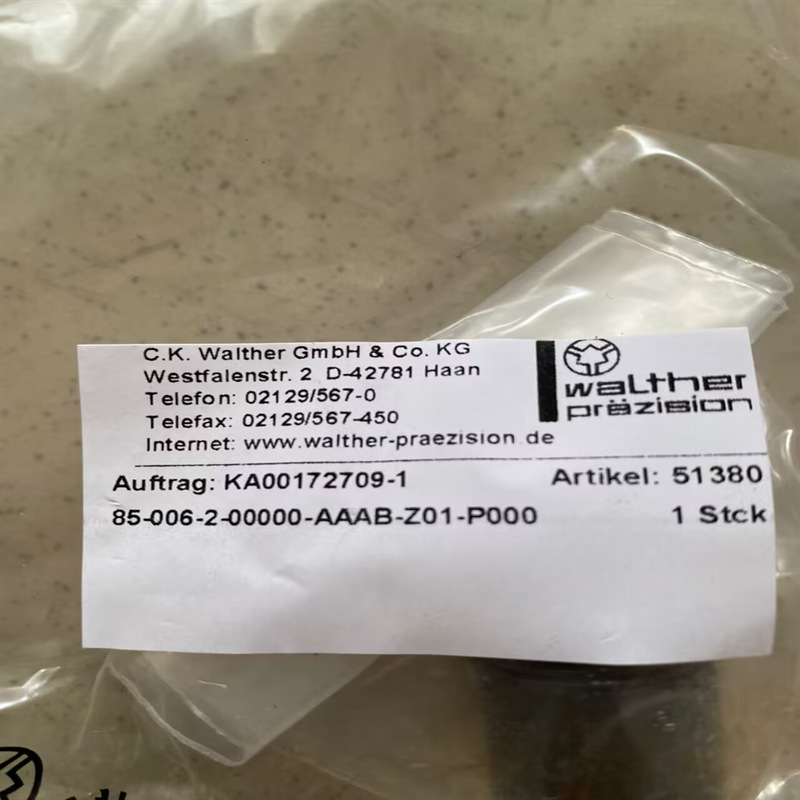 C.K. Walther GmbH & Co. KG
Westfalenstr. 2 D-42781 Haan
Telefon: 02129/567-0
Telefax: 02129/567-450
Internet: www.walther-praezision.de
walther
präzision
Auftrag: KA00172709-1 Artikel: 51380
85-006-2-00000-AAAB-Z01-P000 1 Stck